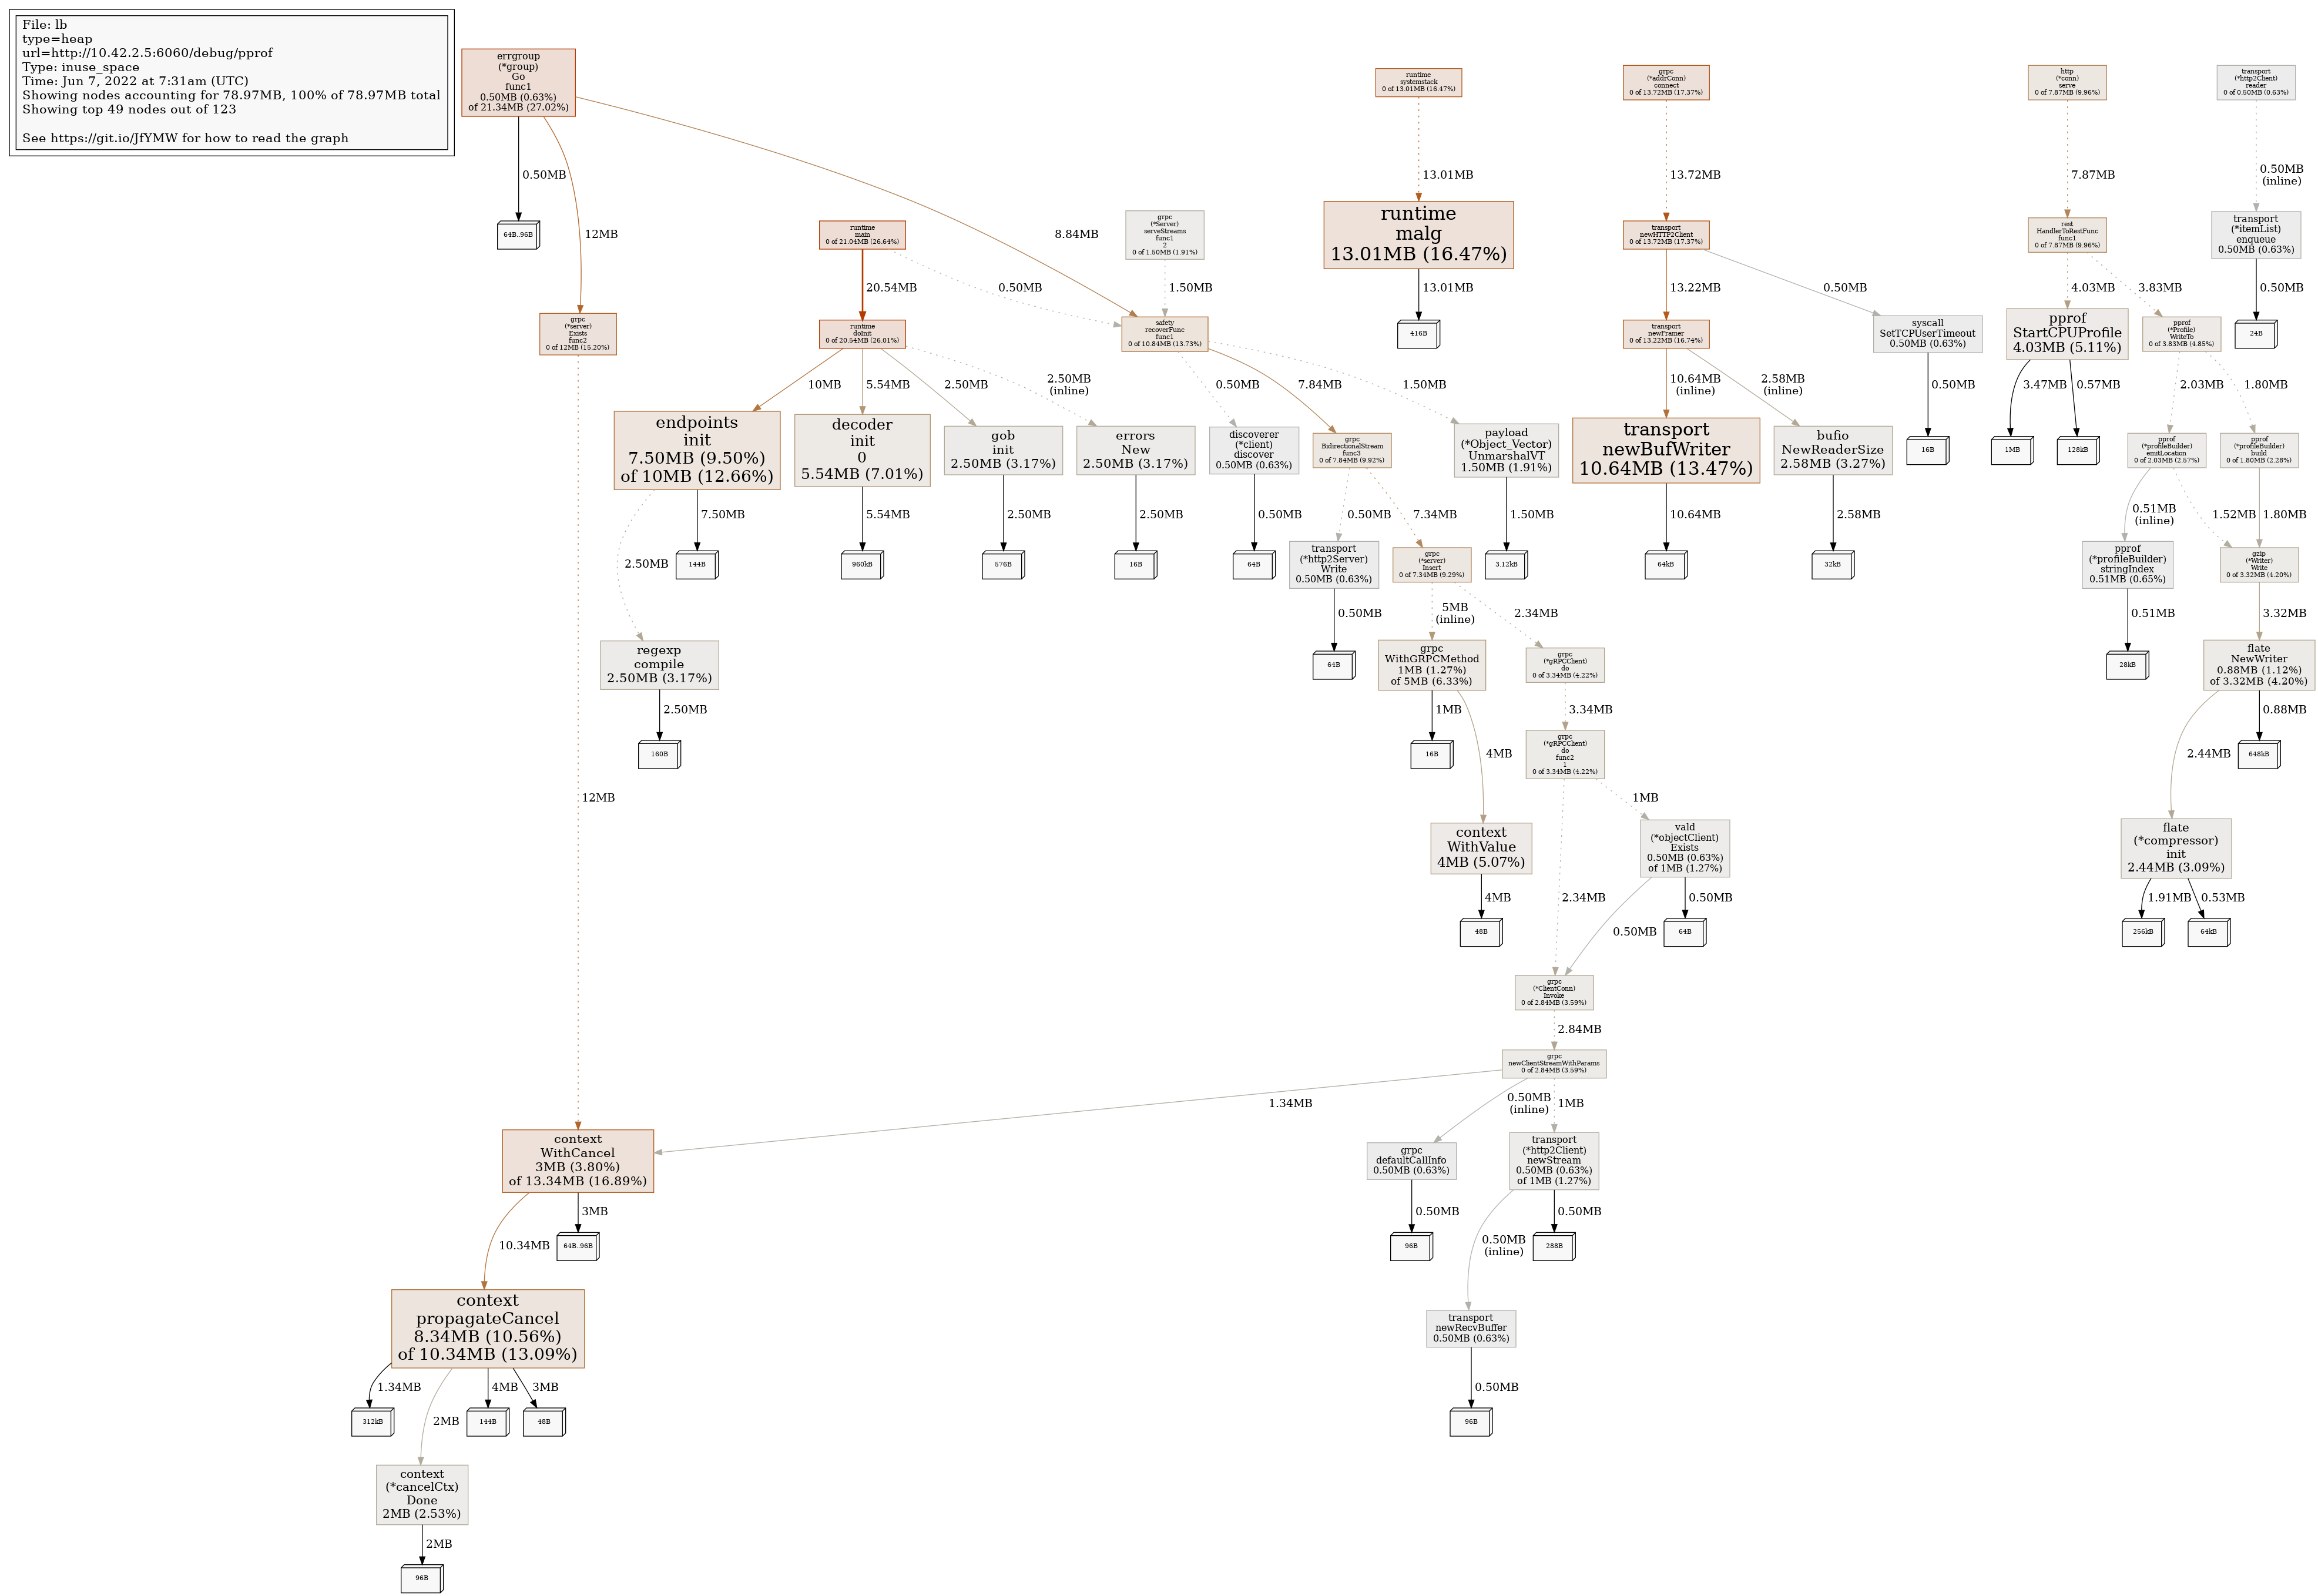 File: lb
type=heap
url=http://10.42.2.5:6060/debug/pprof
Type: inuse_space
Time: Jun 7, 2022 at 7:31am (UTC)
Showing nodes accounting for 78.97MB, 100% of 78.97MB total
Showing top 49 nodes out of 123
See https://git.io/JfYMW for how to read the graph
errgroup
(*group)
Go
func1
0.50MB (0.63%)
of 21.34MB (27.02%)
runtime
systemstack
0 of 13.01MB (16.47%)
grpc
(*addrConn)
connect
0 of 13.72MB (17.37%)
http
(*conn)
serve
0 of 7.87MB (9.96%)
transport
(*http2Client)
reader
0 of 0.50MB (0.63%)
0.50MB
12MB
8.84MB
13.01MB
13.72MB
7.87MB
0.50MB
(inline)
64B..96B
runtime
main
0 of 21.04MB (26.64%)
grpc
(*Server)
serveStreams
func1
2
0 of 1.50MB (1.91%)
runtime
malg
13.01MB (16.47%)
transport
newHTTP2Client
0 of 13.72MB (17.37%)
rest
HandlerToRestFunc
func1
0 of 7.87MB (9.96%)
transport
(*itemList)
enqueue
0.50MB (0.63%)
20.54MB
0.50MB
1.50MB
13.01MB
13.22MB
0.50MB
4.03MB
3.83MB
0.50MB
grpc
(*server)
Exists
func2
0 of 12MB (15.20%)
runtime
doInit
0 of 20.54MB (26.01%)
safety
recoverFunc
func1
0 of 10.84MB (13.73%)
416B
transport
newFramer
0 of 13.22MB (16.74%)
syscall
SetTCPUserTimeout
0.50MB (0.63%)
pprof
StartCPUProfile
4.03MB (5.11%)
pprof
(*Profile)
WriteTo
0 of 3.83MB (4.85%)
24B
10MB
5.54MB
2.50MB
2.50MB
(inline)
0.50MB
7.84MB
1.50MB
10.64MB
(inline)
2.58MB
(inline)
0.50MB
3.47MB
0.57MB
2.03MB
1.80MB
endpoints
init
7.50MB (9.50%)
of 10MB (12.66%)
decoder
init
0
5.54MB (7.01%)
gob
init
2.50MB (3.17%)
errors
New
2.50MB (3.17%)
discoverer
(*client)
discover
0.50MB (0.63%)
grpc
BidirectionalStream
func3
0 of 7.84MB (9.92%)
payload
(*Object_Vector)
UnmarshalVT
1.50MB (1.91%)
transport
newBufWriter
10.64MB (13.47%)
bufio
NewReaderSize
2.58MB (3.27%)
16B
1MB
128kB
pprof
(*profileBuilder)
emitLocation
0 of 2.03MB (2.57%)
pprof
(*profileBuilder)
build
0 of 1.80MB (2.28%)
2.50MB
7.50MB
5.54MB
2.50MB
2.50MB
0.50MB
0.50MB
7.34MB
1.50MB
10.64MB
2.58MB
0.51MB
(inline)
1.52MB
1.80MB
144B
960kB
576B
16B
64B
transport
(*http2Server)
Write
0.50MB (0.63%)
grpc
(*server)
Insert
0 of 7.34MB (9.29%)
3.12kB
64kB
32kB
pprof
(*profileBuilder)
stringIndex
0.51MB (0.65%)
gzip
(*Writer)
Write
0 of 3.32MB (4.20%)
0.50MB
5MB
(inline)
2.34MB
0.51MB
3.32MB
regexp
compile
2.50MB (3.17%)
64B
grpc
WithGRPCMethod
1MB (1.27%)
of 5MB (6.33%)
grpc
(*gRPCClient)
do
0 of 3.34MB (4.22%)
28kB
flate
NewWriter
0.88MB (1.12%)
of 3.32MB (4.20%)
2.50MB
1MB
4MB
3.34MB
2.44MB
0.88MB
160B
16B
grpc
(*gRPCClient)
do
func2
1
0 of 3.34MB (4.22%)
648kB
12MB
2.34MB
1MB
context
WithValue
4MB (5.07%)
vald
(*objectClient)
Exists
0.50MB (0.63%)
of 1MB (1.27%)
flate
(*compressor)
init
2.44MB (3.09%)
4MB
0.50MB
0.50MB
1.91MB
0.53MB
48B
64B
256kB
64kB
grpc
(*ClientConn)
Invoke
0 of 2.84MB (3.59%)
2.84MB
grpc
newClientStreamWithParams
0 of 2.84MB (3.59%)
1.34MB
0.50MB
(inline)
1MB
context
WithCancel
3MB (3.80%)
of 13.34MB (16.89%)
grpc
defaultCallInfo
0.50MB (0.63%)
transport
(*http2Client)
newStream
0.50MB (0.63%)
of 1MB (1.27%)
10.34MB
3MB
0.50MB
0.50MB
(inline)
0.50MB
64B..96B
96B
288B
context
propagateCancel
8.34MB (10.56%)
of 10.34MB (13.09%)
transport
newRecvBuffer
0.50MB (0.63%)
1.34MB
2MB
4MB
3MB
0.50MB
312kB
144B
48B
96B
context
(*cancelCtx)
Done
2MB (2.53%)
2MB
96B